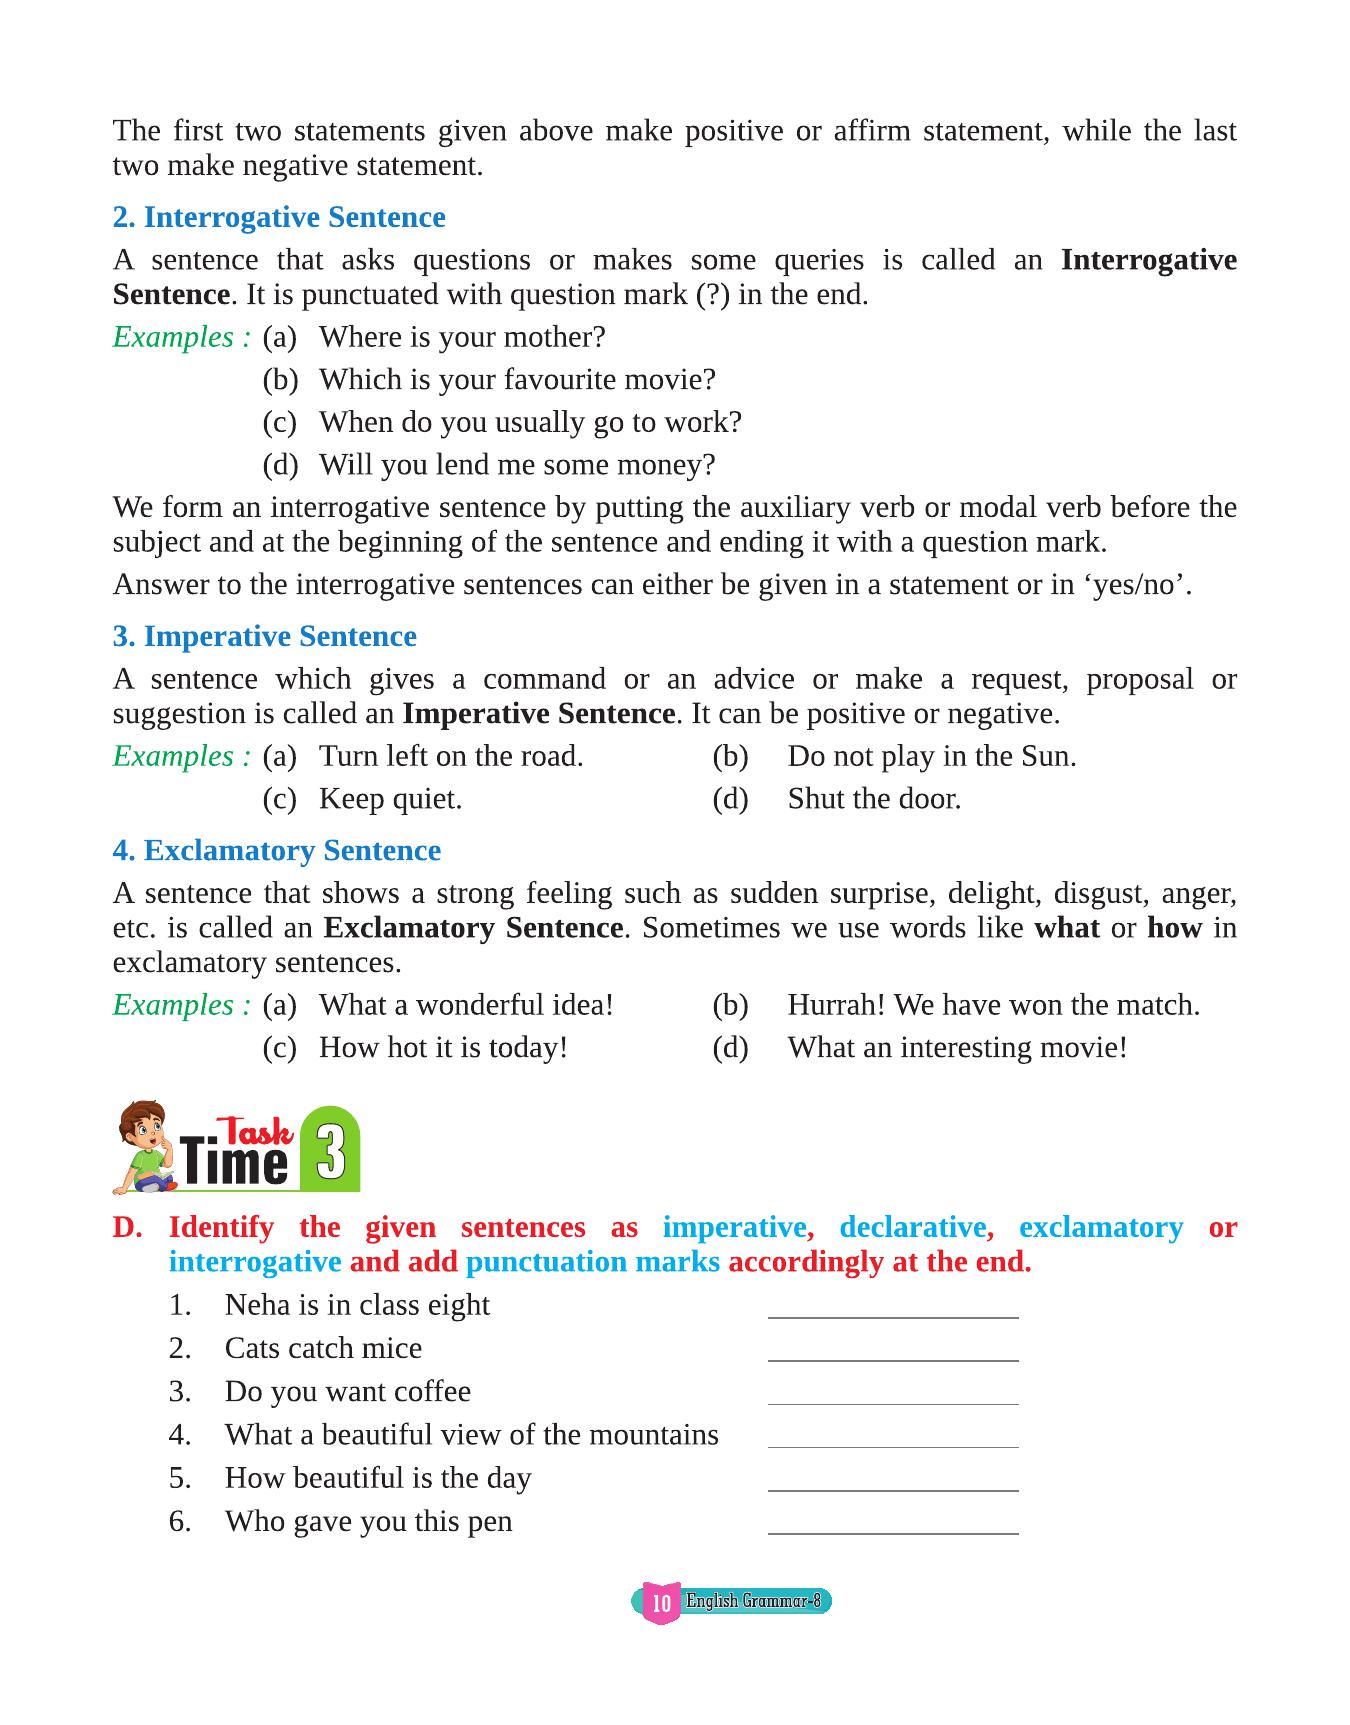 The first two statements given above make positive or affirm statement, while the last
two make negative statement.
2. Interrogative Sentence
A sentence that asks questions or makes some queries is called an Interrogative
Sentence. It is punctuated with question mark (?) in the end.
Examples : (a) Where is your mother?
(b) Which is your favourite movie?
(c) When do you usually go to work?
(d) Will you lend me some money?
We form an interrogative sentence by putting the auxiliary verb or modal verb before the
subject and at the beginning of the sentence and ending it with a question mark.
Answer to the interrogative sentences can either be given in a statement or in ‘yes/no’.
3. Imperative Sentence
A sentence which gives a command or an advice or make a request, proposal or
suggestion is called an Imperative Sentence. It can be positive or negative.
Examples : (a) Turn left on the road. (b) Do not play in the Sun.
(c) Keep quiet. (d) Shut the door.
4. Exclamatory Sentence
A sentence that shows a strong feeling such as sudden surprise, delight, disgust, anger,
etc. is called an Exclamatory Sentence. Sometimes we use words like what or how in
exclamatory sentences.
Examples : (a) What a wonderful idea! (b) Hurrah! We have won the match.
(c) How hot it is today! (d) What an interesting movie!
Task
Time 3
D. Identify the given sentences as imperative, declarative, exclamatory or
interrogative and add punctuation marks accordingly at the end.
1. Neha is in class eight
2. Cats catch mice
3. Do you want coffee
4. What a beautiful view of the mountains
5. How beautiful is the day
6. Who gave you this pen
10 English Grammar-8